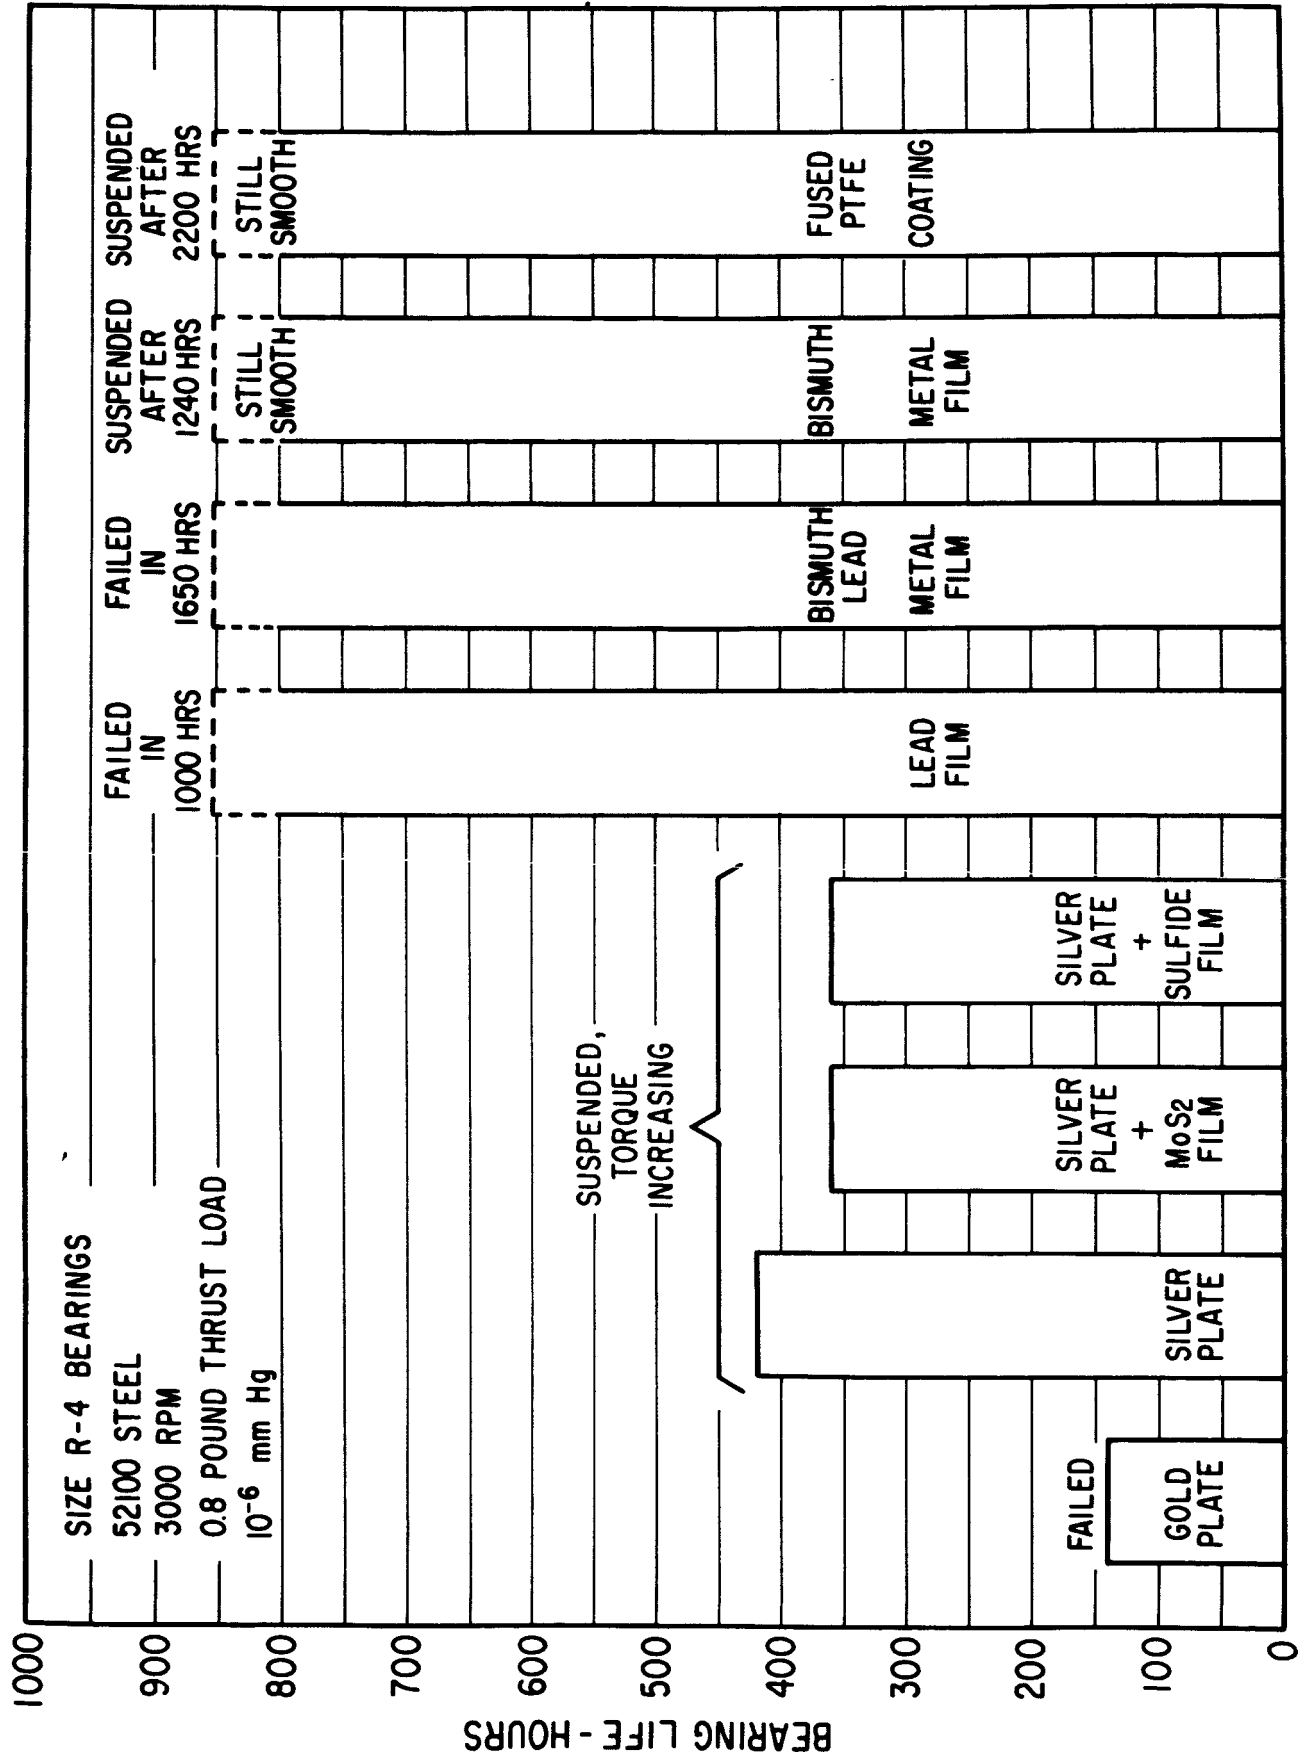 SIZE R-4 BEARINGS
52100 STEEL
3000 RPM
0.8 POUND THRUST LOAD
10⁻⁶ mm Hg
FAILED
IN
1000 HRS
FAILED
IN
1650 HRS
SUSPENDED
AFTER
1240 HRS
STILL
SMOOTH
SUSPENDED
AFTER
2200 HRS
STILL
SMOOTH
SUSPENDED,
TORQUE
INCREASING
FAILED
GOLD
PLATE
SILVER
PLATE
SILVER
PLATE
+
MoS2
FILM
SILVER
PLATE
+
SULFIDE
FILM
LEAD
FILM
BISMUTH
LEAD
METAL
FILM
BISMUTH
METAL
FILM
FUSED
PTFE
COATING
1000
900
800
700
600
500
400
300
200
100
0
BEARING LIFE - HOURS